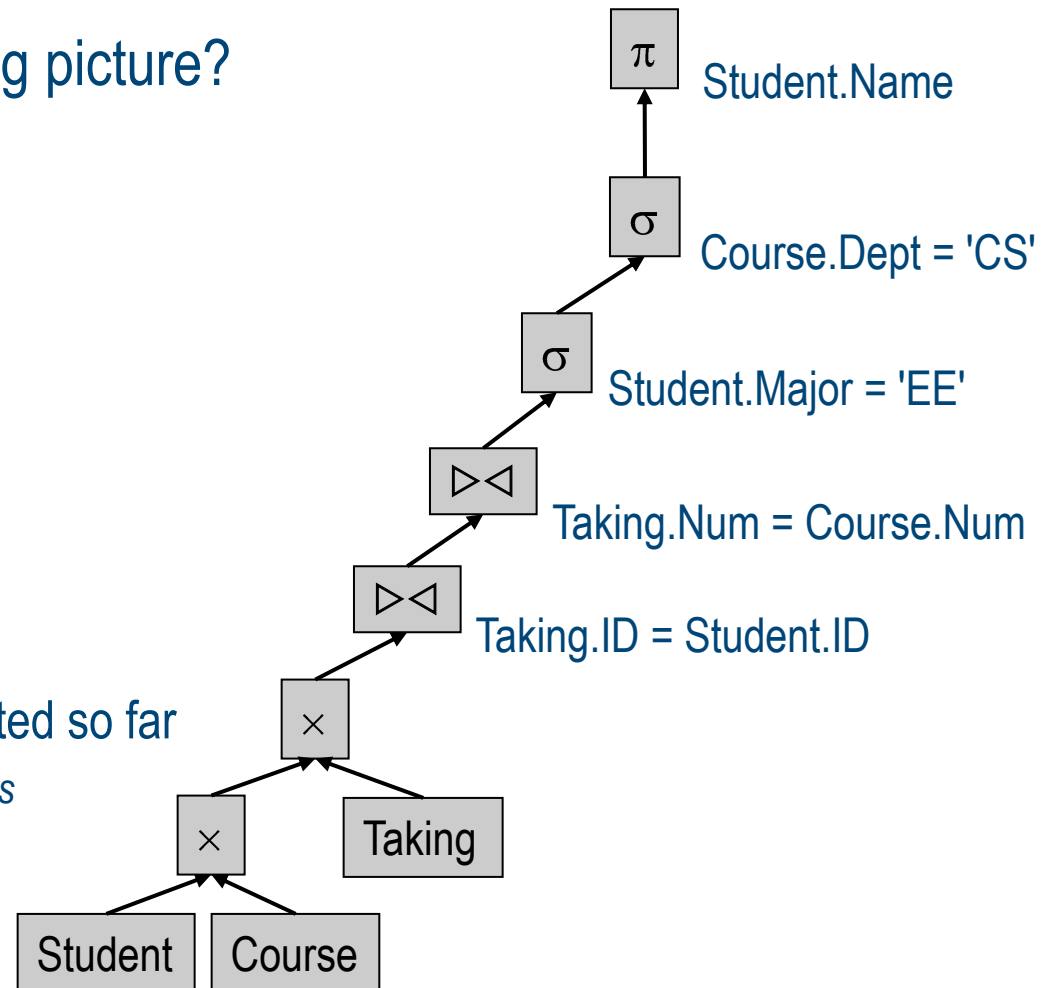 g picture?
π
Student.Name
σ
Course.Dept = 'CS'
σ
Student.Major = 'EE'
⋈
Taking.Num = Course.Num
⋈
Taking.ID = Student.ID
ted so far
×
s
×
Taking
Student
Course